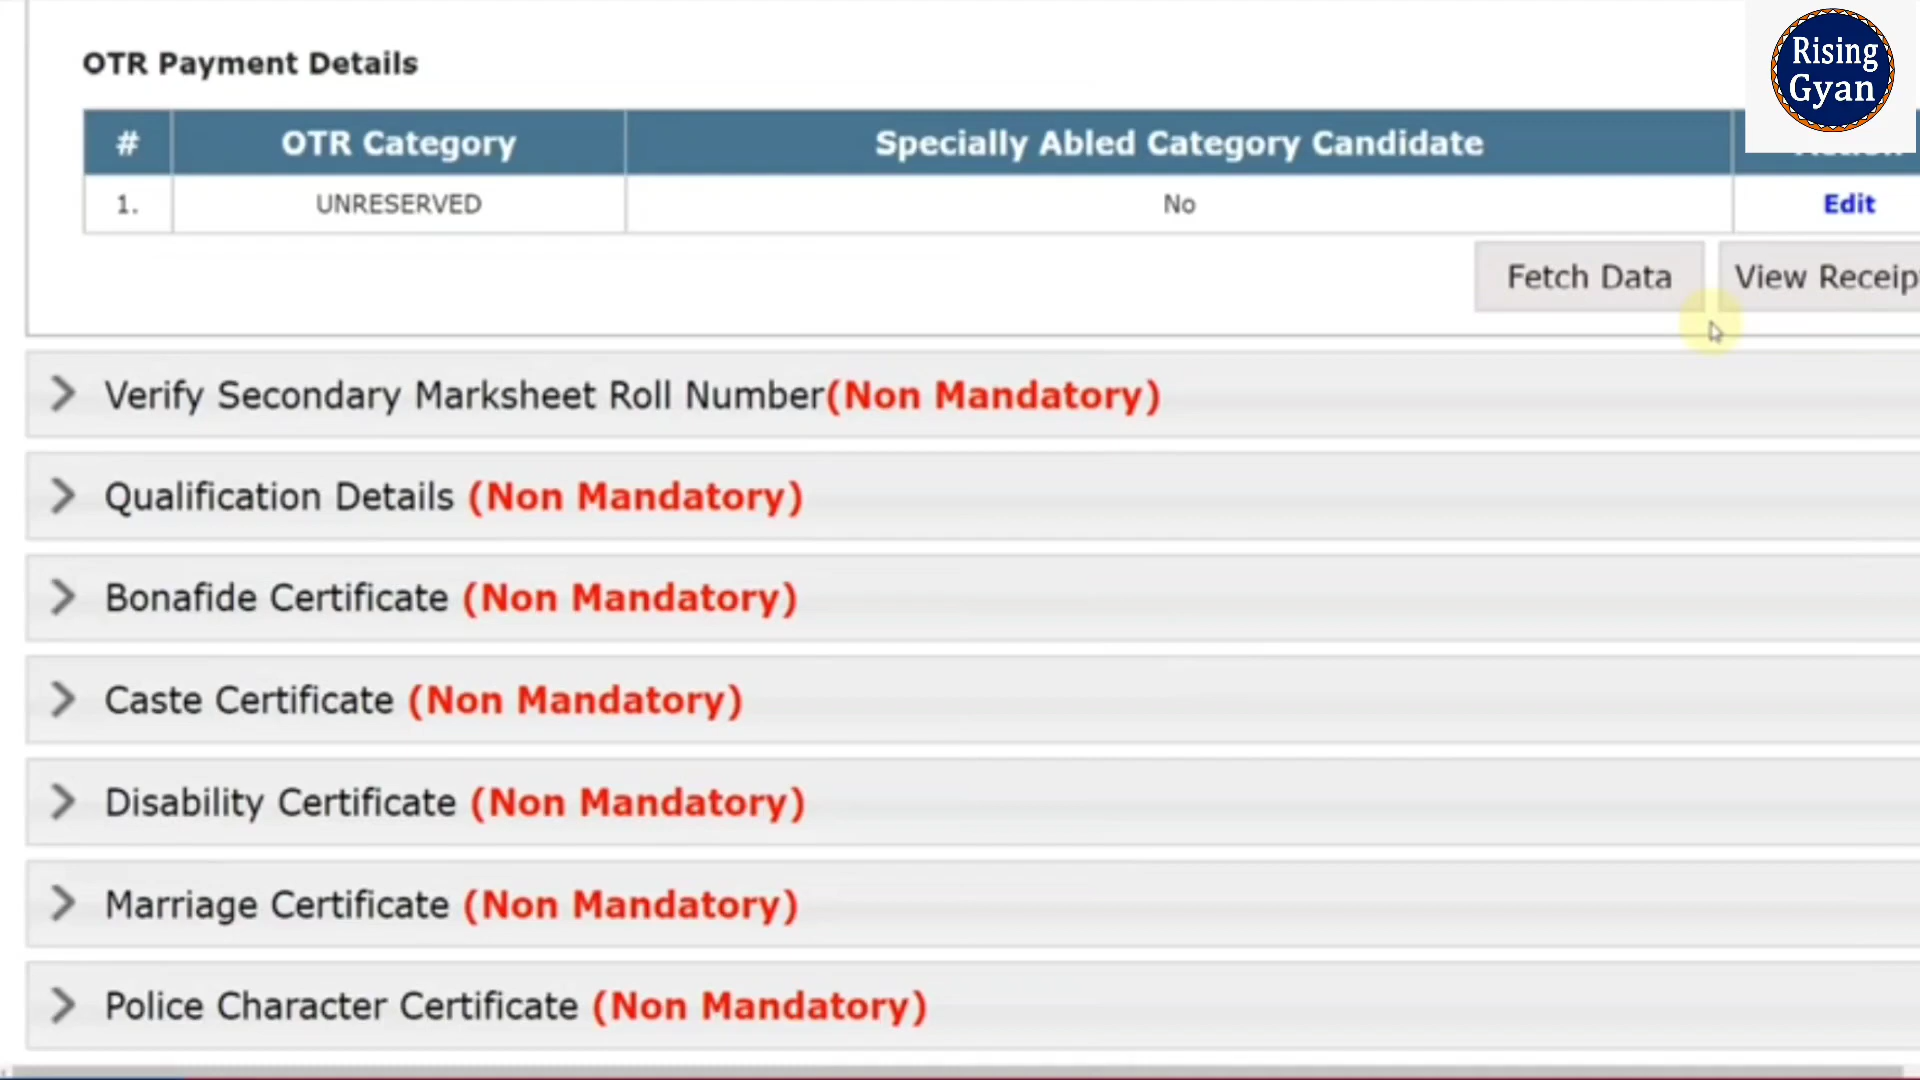 Rising
Gyan
OTR Payment Details
# OTR Category Specially Abled Category Candidate
1. UNRESERVED No Edit
Fetch Data View Receip
Verify Secondary Marksheet Roll Number(Non Mandatory)
Qualification Details (Non Mandatory)
Bonafide Certificate (Non Mandatory)
Caste Certificate (Non Mandatory)
Disability Certificate (Non Mandatory)
Marriage Certificate (Non Mandatory)
Police Character Certificate (Non Mandatory)